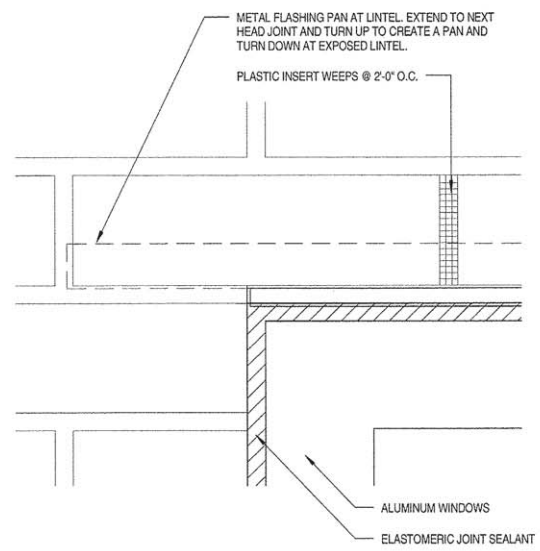 METAL FLASHING PAN AT LINTEL. EXTEND TO NEXT
HEAD JOINT AND TURN UP TO CREATE A PAN AND
TURN DOWN AT EXPOSED LINTEL.
PLASTIC INSERT WEEPS @ 2'-0" O.C.
ALUMINUM WINDOWS
ELASTOMERIC JOINT SEALANT